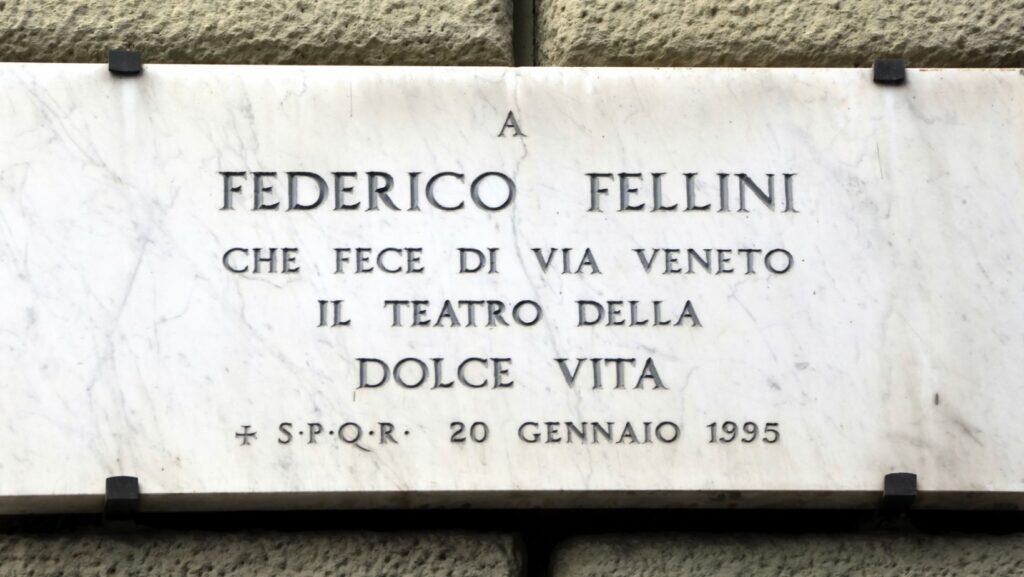 A
FEDERICO FELLINI
CHE FECE DI VIA VENETO
IL TEATRO DELLA
DOLCE VITA
+ S·P·Q·R· 20 GENNAIO 1995